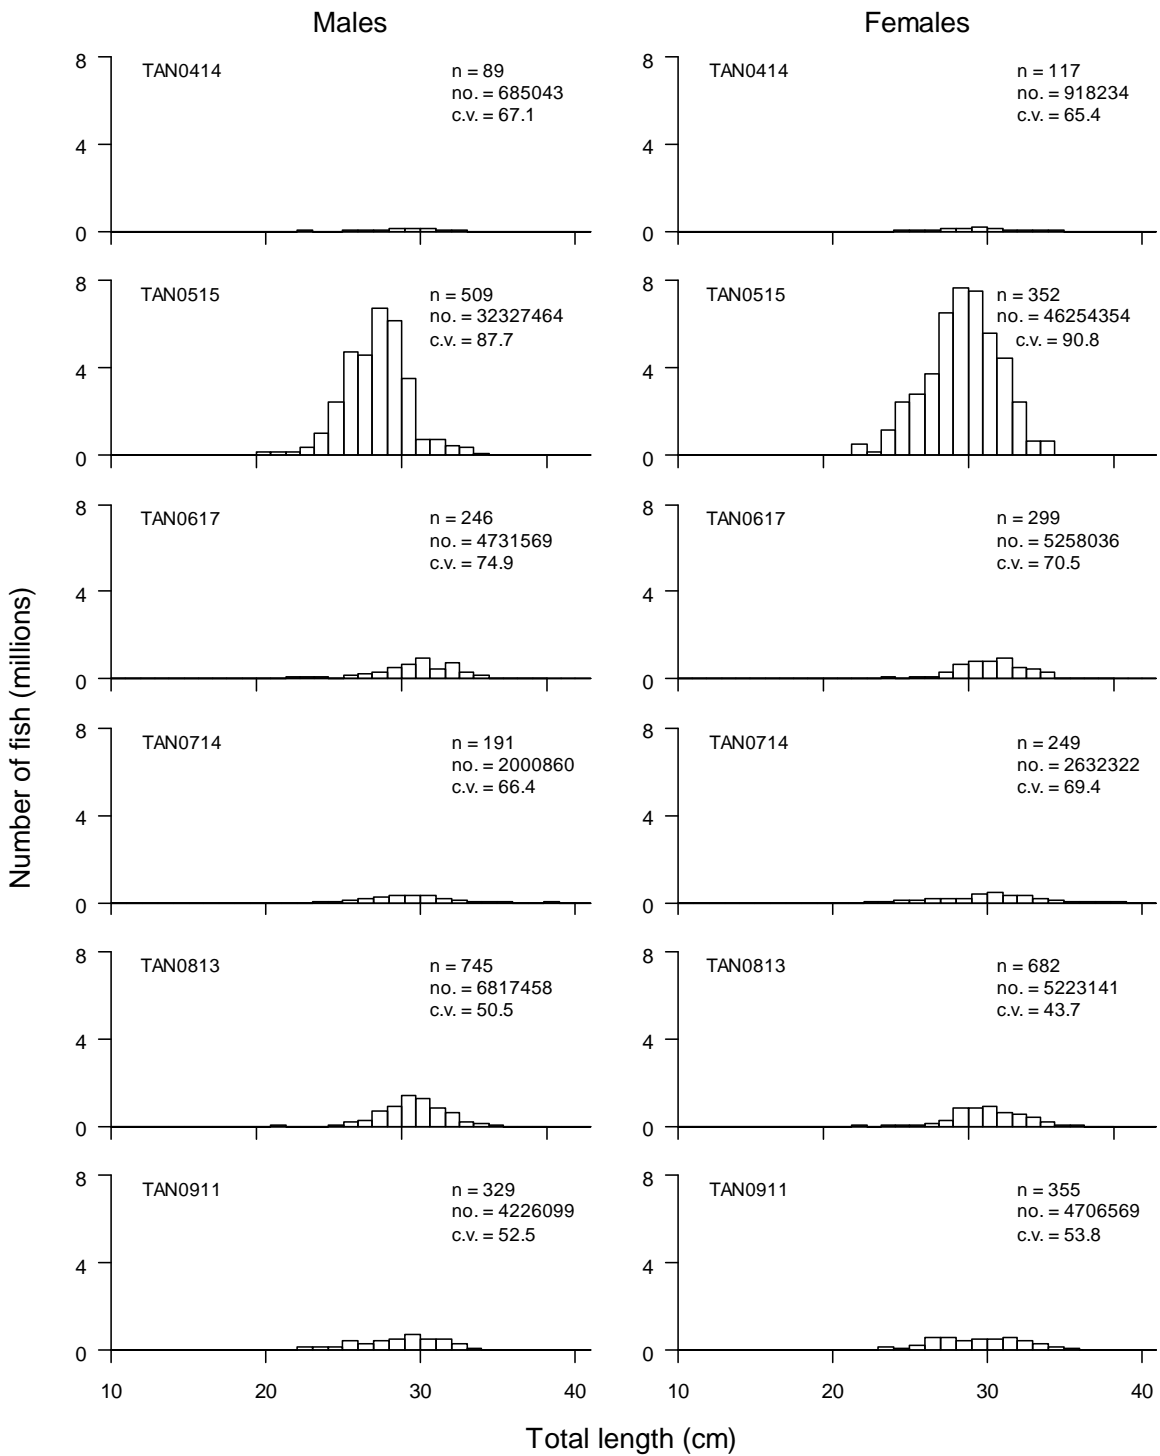 Males
Females
8
TAN0414
n = 89
no. = 685043
c.v. = 67.1
4
0
TAN0414
n = 117
no. = 918234
c.v. = 65.4
8
4
0
8
TAN0515
n = 509
no. = 32327464
c.v. = 87.7
4
0
8
TAN0515
n = 352
no. = 46254354
c.v. = 90.8
4
0
8
TAN0617
n = 246
no. = 4731569
c.v. = 74.9
4
0
8
TAN0617
n = 299
no. = 5258036
c.v. = 70.5
4
0
8
TAN0714
n = 191
no. = 2000860
c.v. = 66.4
4
0
8
TAN0714
n = 249
no. = 2632322
c.v. = 69.4
4
0
8
TAN0813
n = 745
no. = 6817458
c.v. = 50.5
4
0
8
TAN0813
n = 682
no. = 5223141
c.v. = 43.7
4
0
8
TAN0911
n = 329
no. = 4226099
c.v. = 52.5
4
0
8
TAN0911
n = 355
no. = 4706569
c.v. = 53.8
4
0
10 20 30 40
10 20 30 40
Number of fish (millions)
Total length (cm)